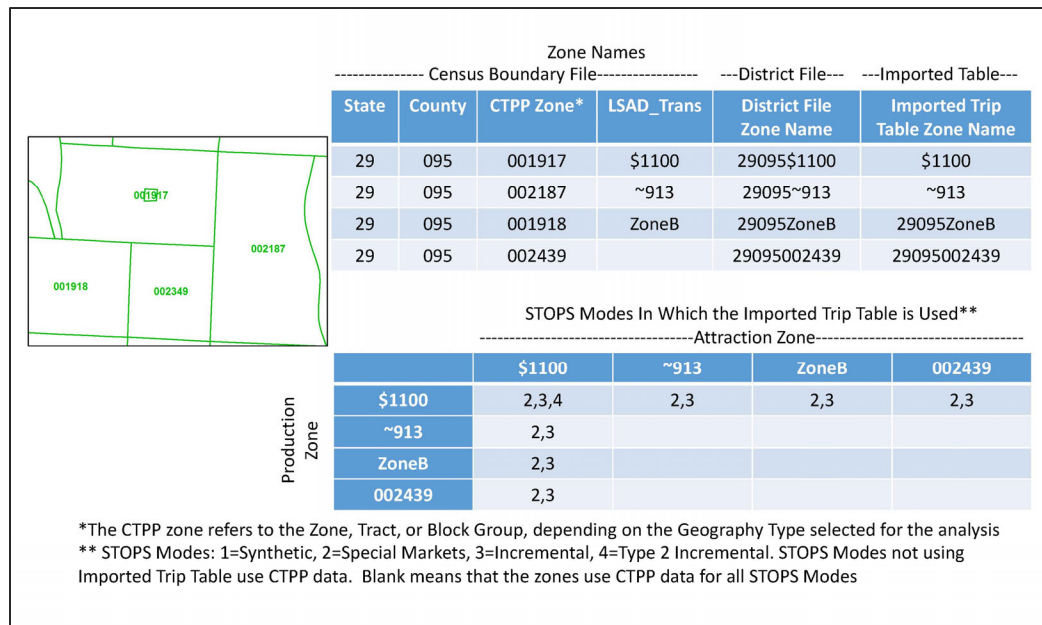 Zone Names
--------------- Census Boundary File----------------- ---District File--- ---Imported Table---
State County CTPP Zone* LSAD_Trans District File Zone Name Imported Trip Table Zone Name
29 095 001917 $1100 29095$1100 $1100
29 095 002187 ~913 29095~913 ~913
29 095 001918 ZoneB 29095ZoneB 29095ZoneB
29 095 002439 29095002439 29095002439
001917
002187
001918 002349
STOPS Modes In Which the Imported Trip Table is Used**
-----------------------------------Attraction Zone----------------------------------
$1100 ~913 ZoneB 002439
Production Zone
$1100 2,3,4 2,3 2,3 2,3
~913 2,3
ZoneB 2,3
002439 2,3
*The CTPP zone refers to the Zone, Tract, or Block Group, depending on the Geography Type selected for the analysis
** STOPS Modes: 1=Synthetic, 2=Special Markets, 3=Incremental, 4=Type 2 Incremental. STOPS Modes not using
Imported Trip Table use CTPP data.  Blank means that the zones use CTPP data for all STOPS Modes